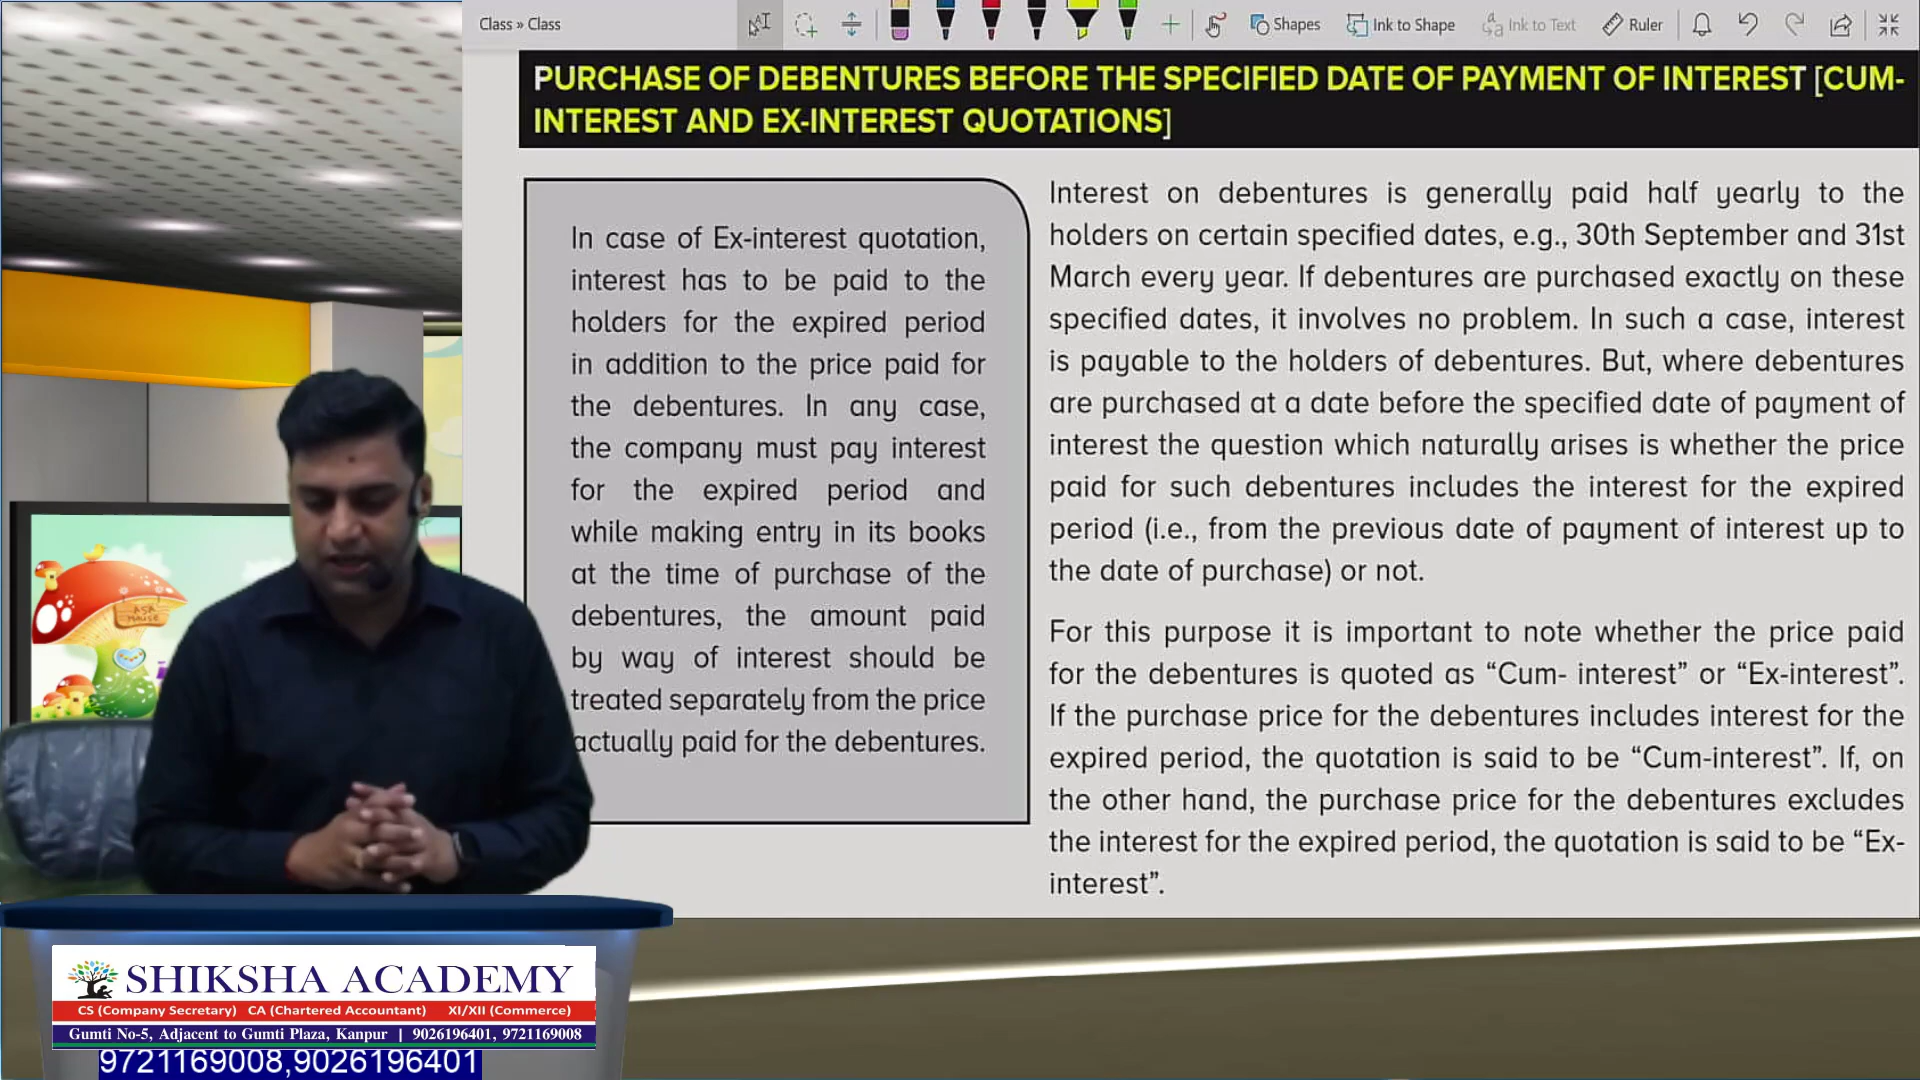 Class » Class
Shapes
Ink to Shape
Ink to Text
Ruler
PURCHASE OF DEBENTURES BEFORE THE SPECIFIED DATE OF PAYMENT OF INTEREST [CUM-
INTEREST AND EX-INTEREST QUOTATIONS]
In case of Ex-interest quotation,
interest has to be paid to the
holders for the expired period
in addition to the price paid for
the debentures. In any case,
the company must pay interest
for the expired period and
while making entry in its books
at the time of purchase of the
debentures, the amount paid
by way of interest should be
treated separately from the price
actually paid for the debentures.
Interest on debentures is generally paid half yearly to the
holders on certain specified dates, e.g., 30th September and 31st
March every year. If debentures are purchased exactly on these
specified dates, it involves no problem. In such a case, interest
is payable to the holders of debentures. But, where debentures
are purchased at a date before the specified date of payment of
interest the question which naturally arises is whether the price
paid for such debentures includes the interest for the expired
period (i.e., from the previous date of payment of interest up to
the date of purchase) or not.
For this purpose it is important to note whether the price paid
for the debentures is quoted as “Cum- interest” or “Ex-interest”.
If the purchase price for the debentures includes interest for the
expired period, the quotation is said to be “Cum-interest”. If, on
the other hand, the purchase price for the debentures excludes
the interest for the expired period, the quotation is said to be “Ex-
interest”.
ASA
House
SHIKSHA ACADEMY
CS (Company Secretary) CA (Chartered Accountant) XI/XII (Commerce)
Gumti No-5, Adjacent to Gumti Plaza, Kanpur | 9026196401, 9721169008
9721169008,9026196401